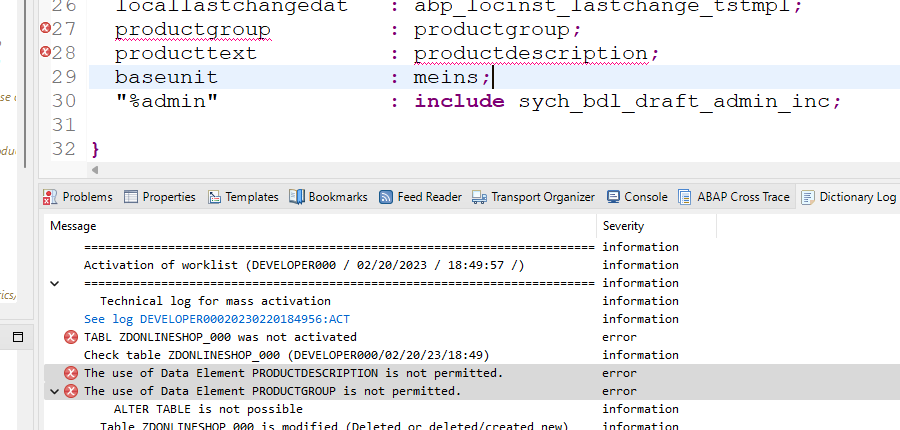 26 locallastchangedat : abp_locinst_lastchange_tstmpl;
27 productgroup : productgroup;
28 producttext : productdescription;
29 baseunit : meins;
30 "%admin" : include sych_bdl_draft_admin_inc;
31
32 }
Problems Properties Templates Bookmarks Feed Reader Transport Organizer Console ABAP Cross Trace Dictionary Log
Message Severity
========================================================================= information
Activation of worklist (DEVELOPER000 / 02/20/2023 / 18:49:57 /) information
========================================================================= information
Technical log for mass activation information
See log DEVELOPER00020230220184956:ACT information
TABL ZDONLINESHOP_000 was not activated error
Check table ZDONLINESHOP_000 (DEVELOPER000/02/20/23/18:49) information
The use of Data Element PRODUCTDESCRIPTION is not permitted. error
The use of Data Element PRODUCTGROUP is not permitted. error
ALTER TABLE is not possible information
Table ZDONLINESHOP_000 is modified (Deleted or deleted/created new) information